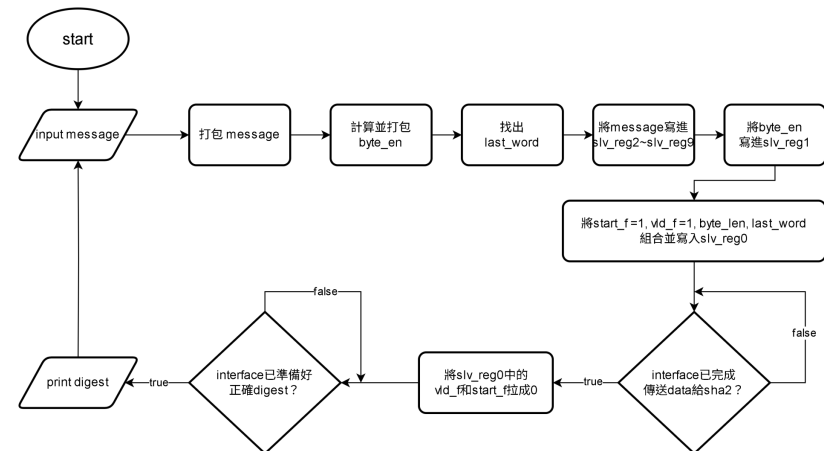 start
input message
打包 message
計算並打包
byte_en
找出
last_word
將message寫進
slv_reg2~slv_reg9
將byte_en
寫進slv_reg1
將start_f =1, vld_f =1, byte_len, last_word
組合並寫入slv_reg0
interface已完成
傳送data給sha2？
false
true
將slv_reg0中的
vld_f和start_f拉成0
interface已準備好
正確digest？
false
true
print digest